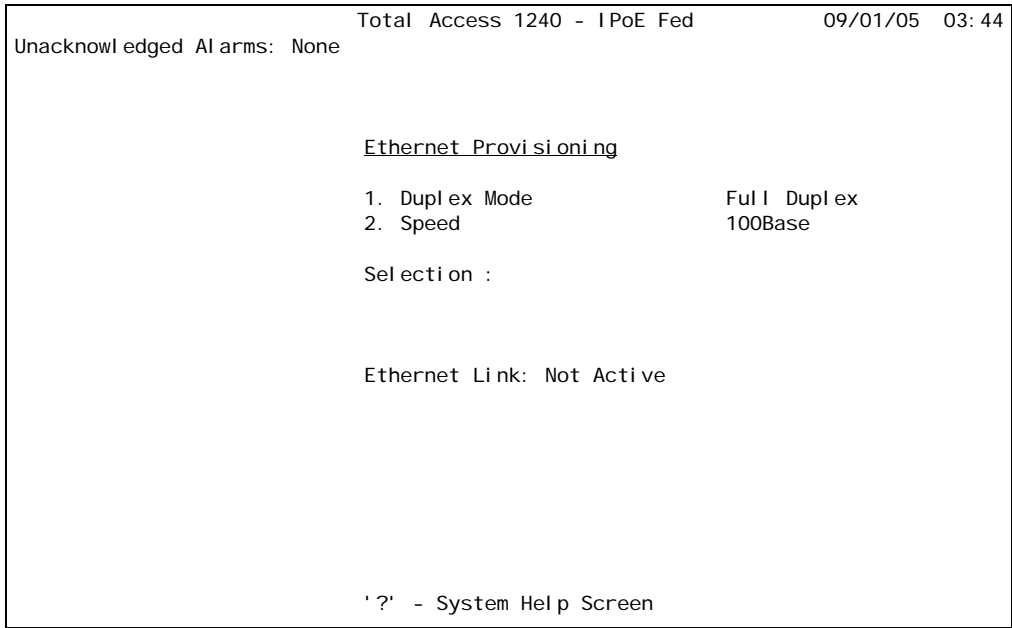 Total Access 1240 - IPoE Fed 09/01/05 03:44
Unacknowledged Alarms: None
Ethernet Provisioning
1. Duplex Mode Full Duplex
2. Speed 100Base
Selection :
Ethernet Link: Not Active
'?' - System Help Screen